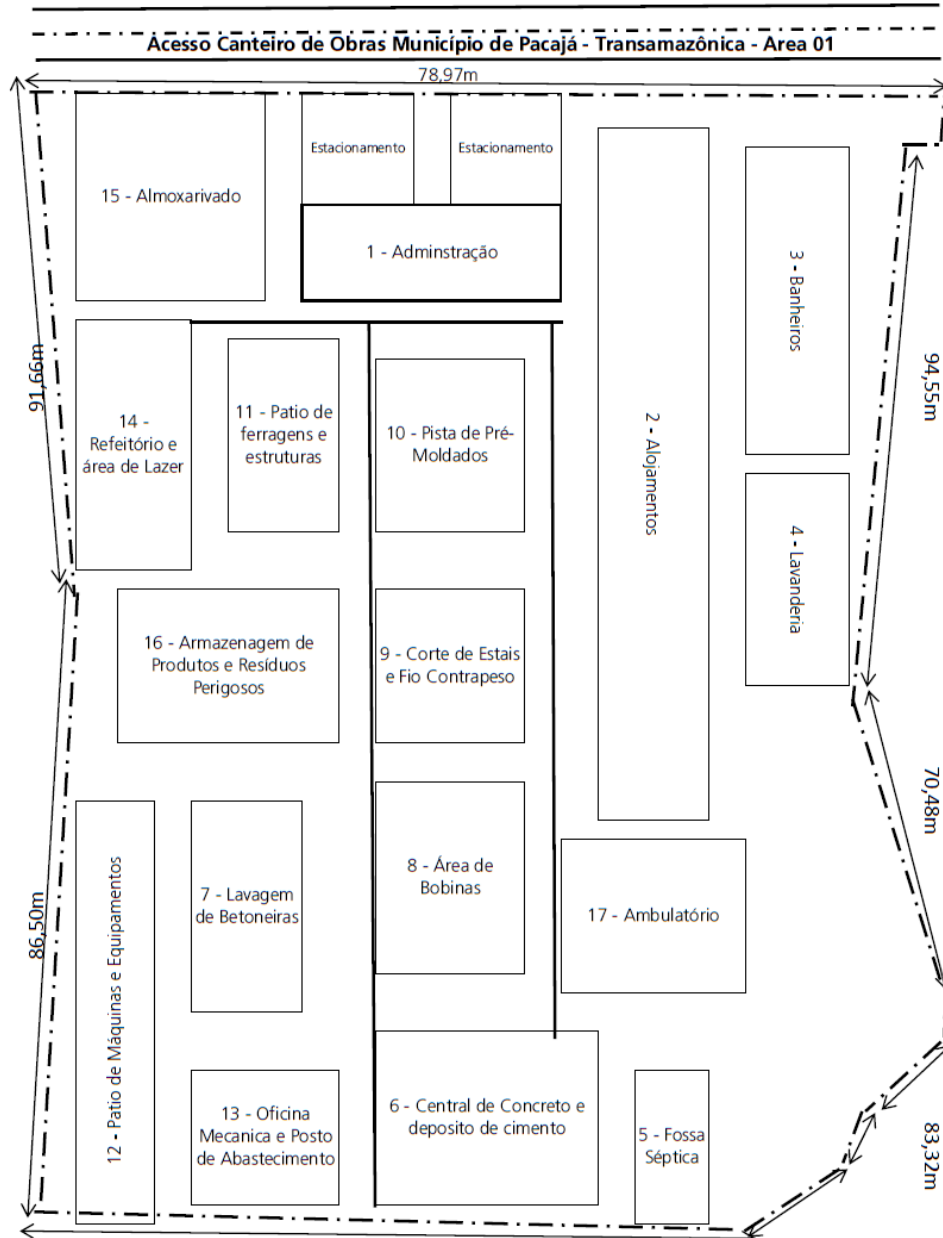 Acesso Canteiro de Obras Município de Pacajá - Transamazônica - Area 01
78,97m
15 - Almoxarivado
Estacionamento
Estacionamento
1 - Adminstração
2 - Alojamentos
3 - Banheiros
94,55m
91,66m
14 -
Refeitório e
área de Lazer
11 - Patio de
ferragens e
estruturas
10 - Pista de Pré-
Moldados
4 - Lavanderia
16 - Armazenagem de
Produtos e Resíduos
Perigosos
9 - Corte de Estais
e Fio Contrapeso
70,48m
86,50m
12 - Patio de Máquinas e Equipamentos
7 - Lavagem
de Betoneiras
8 - Área de
Bobinas
17 - Ambulatório
13 - Oficina
Mecanica e Posto
de Abastecimento
6 - Central de Concreto e
deposito de cimento
5 - Fossa
Séptica
83,32m